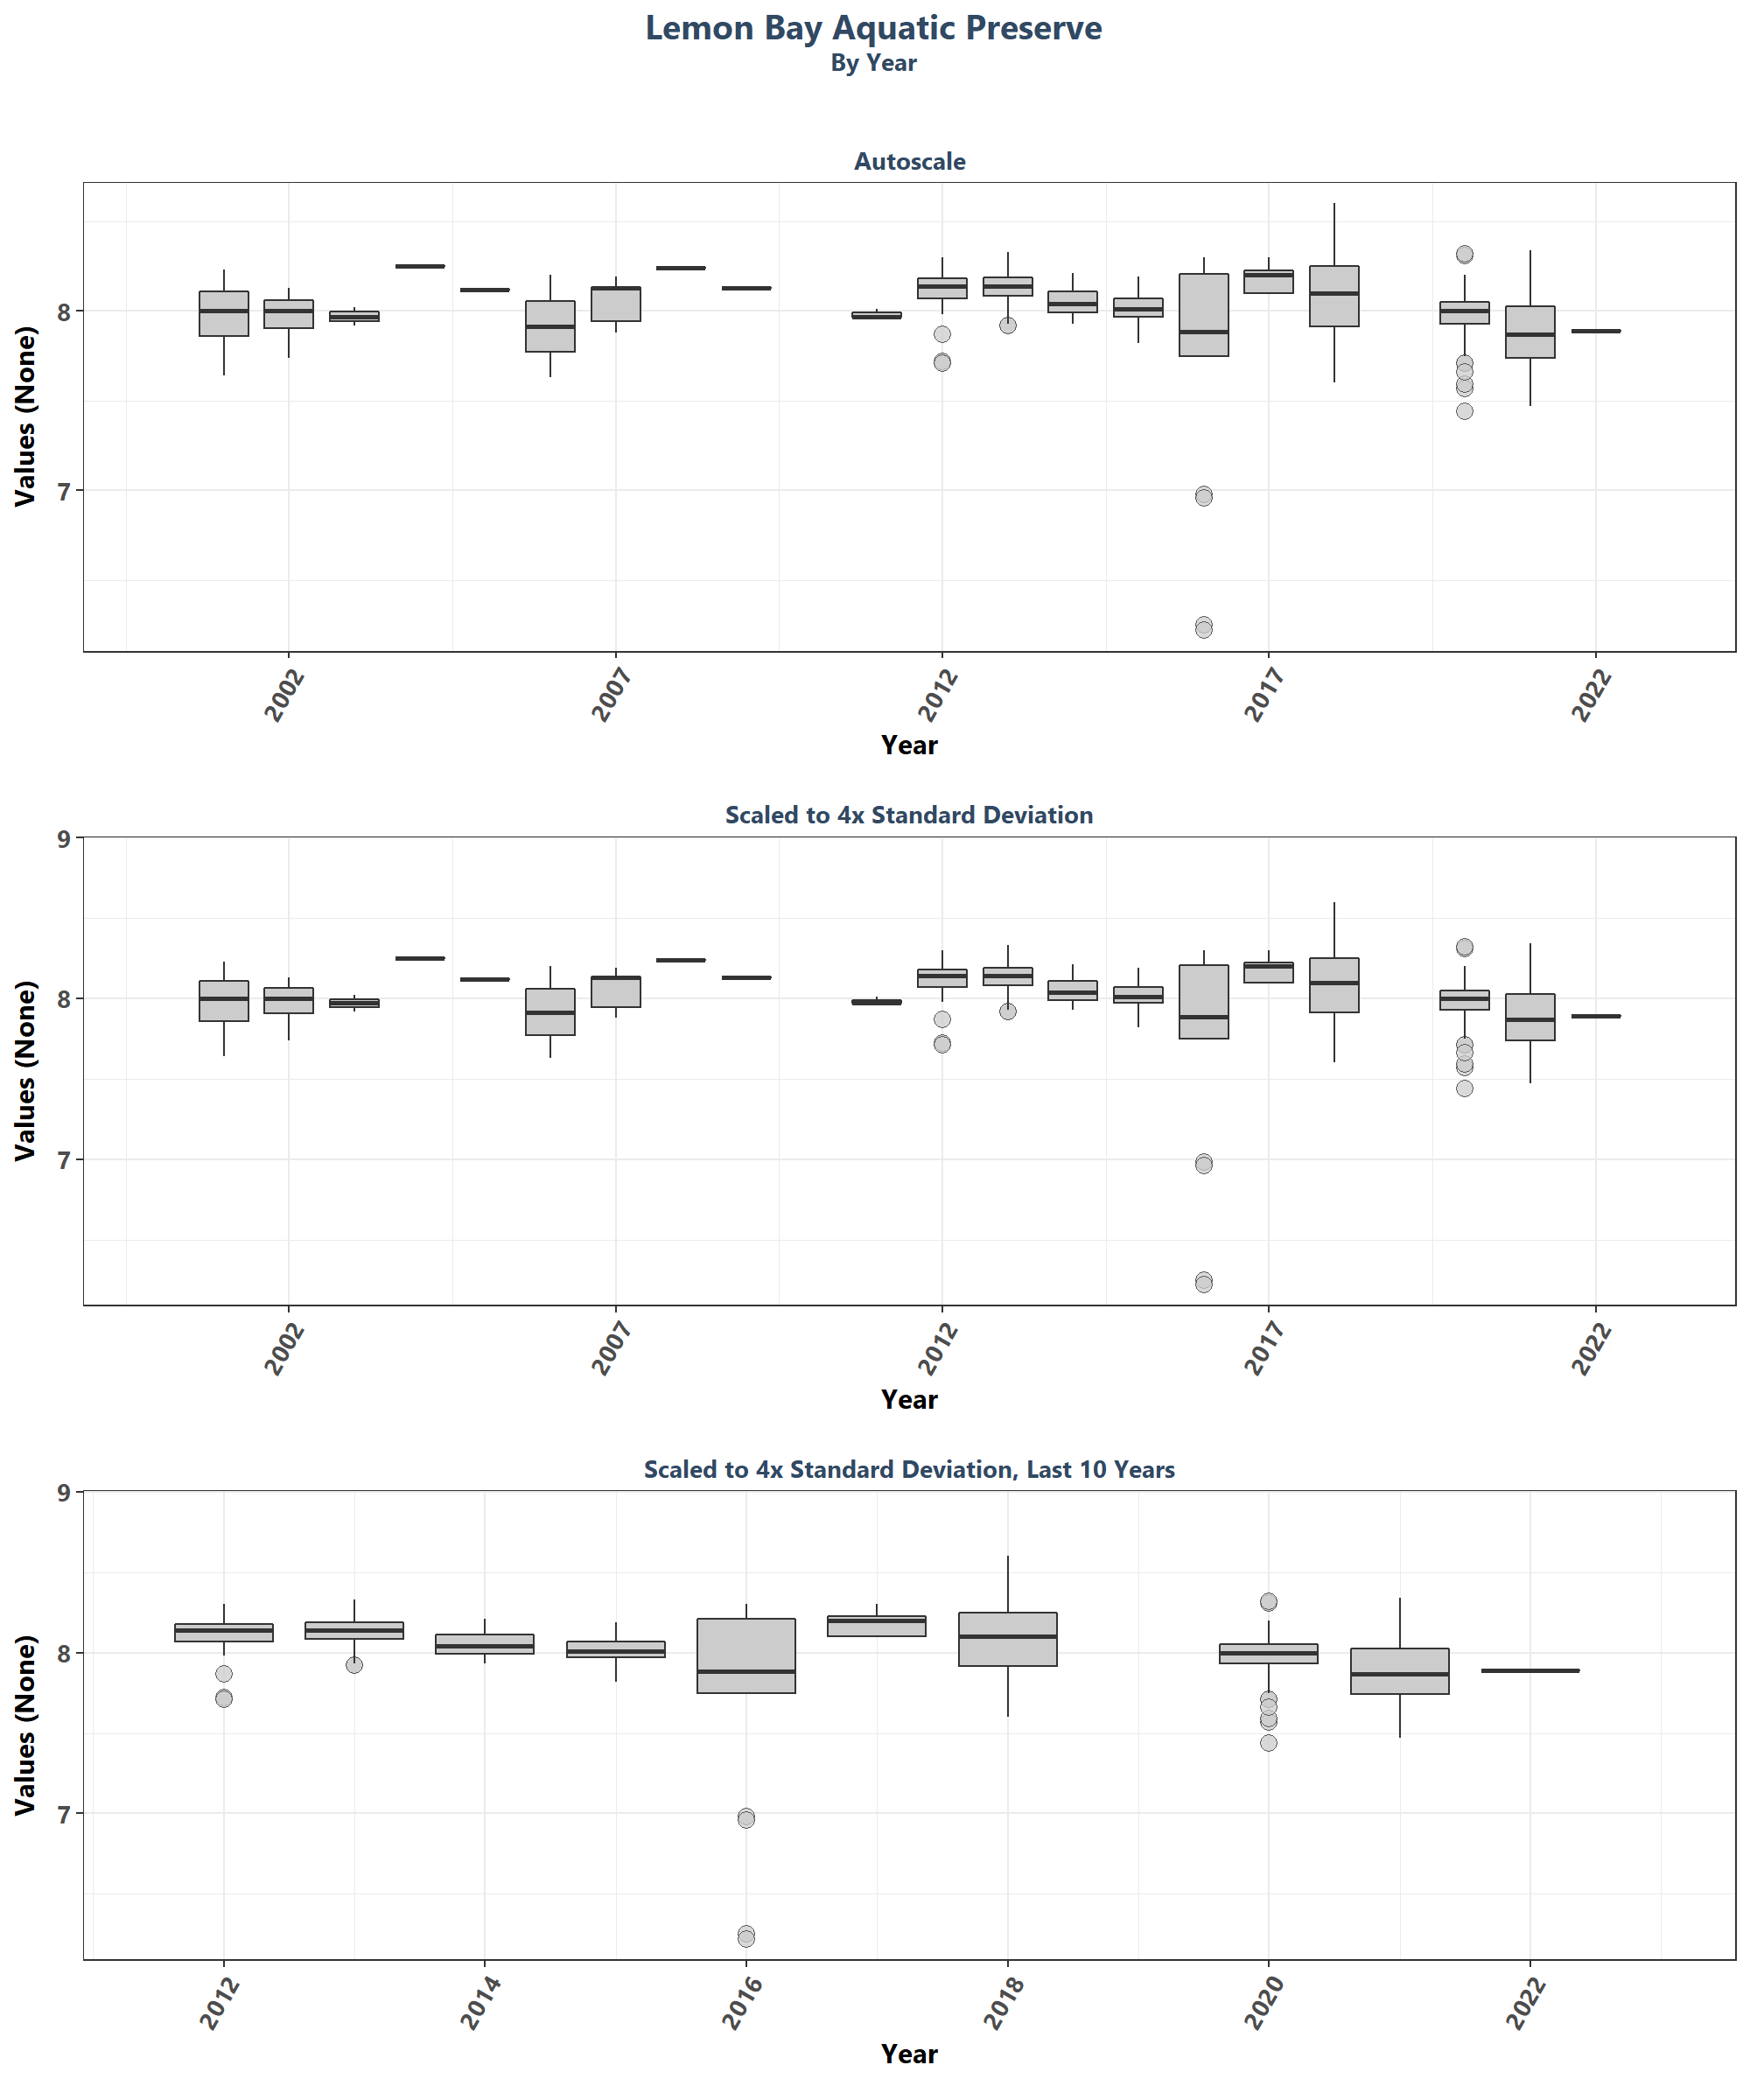 Lemon Bay Aquatic Preserve
By Year
Autoscale
Values (None)
8
7
2002 2007 2012 2017 2022
Year
Scaled to 4x Standard Deviation
Values (None)
9
8
7
2002 2007 2012 2017 2022
Year
Scaled to 4x Standard Deviation, Last 10 Years
Values (None)
9
8
7
2012 2014 2016 2018 2020 2022
Year